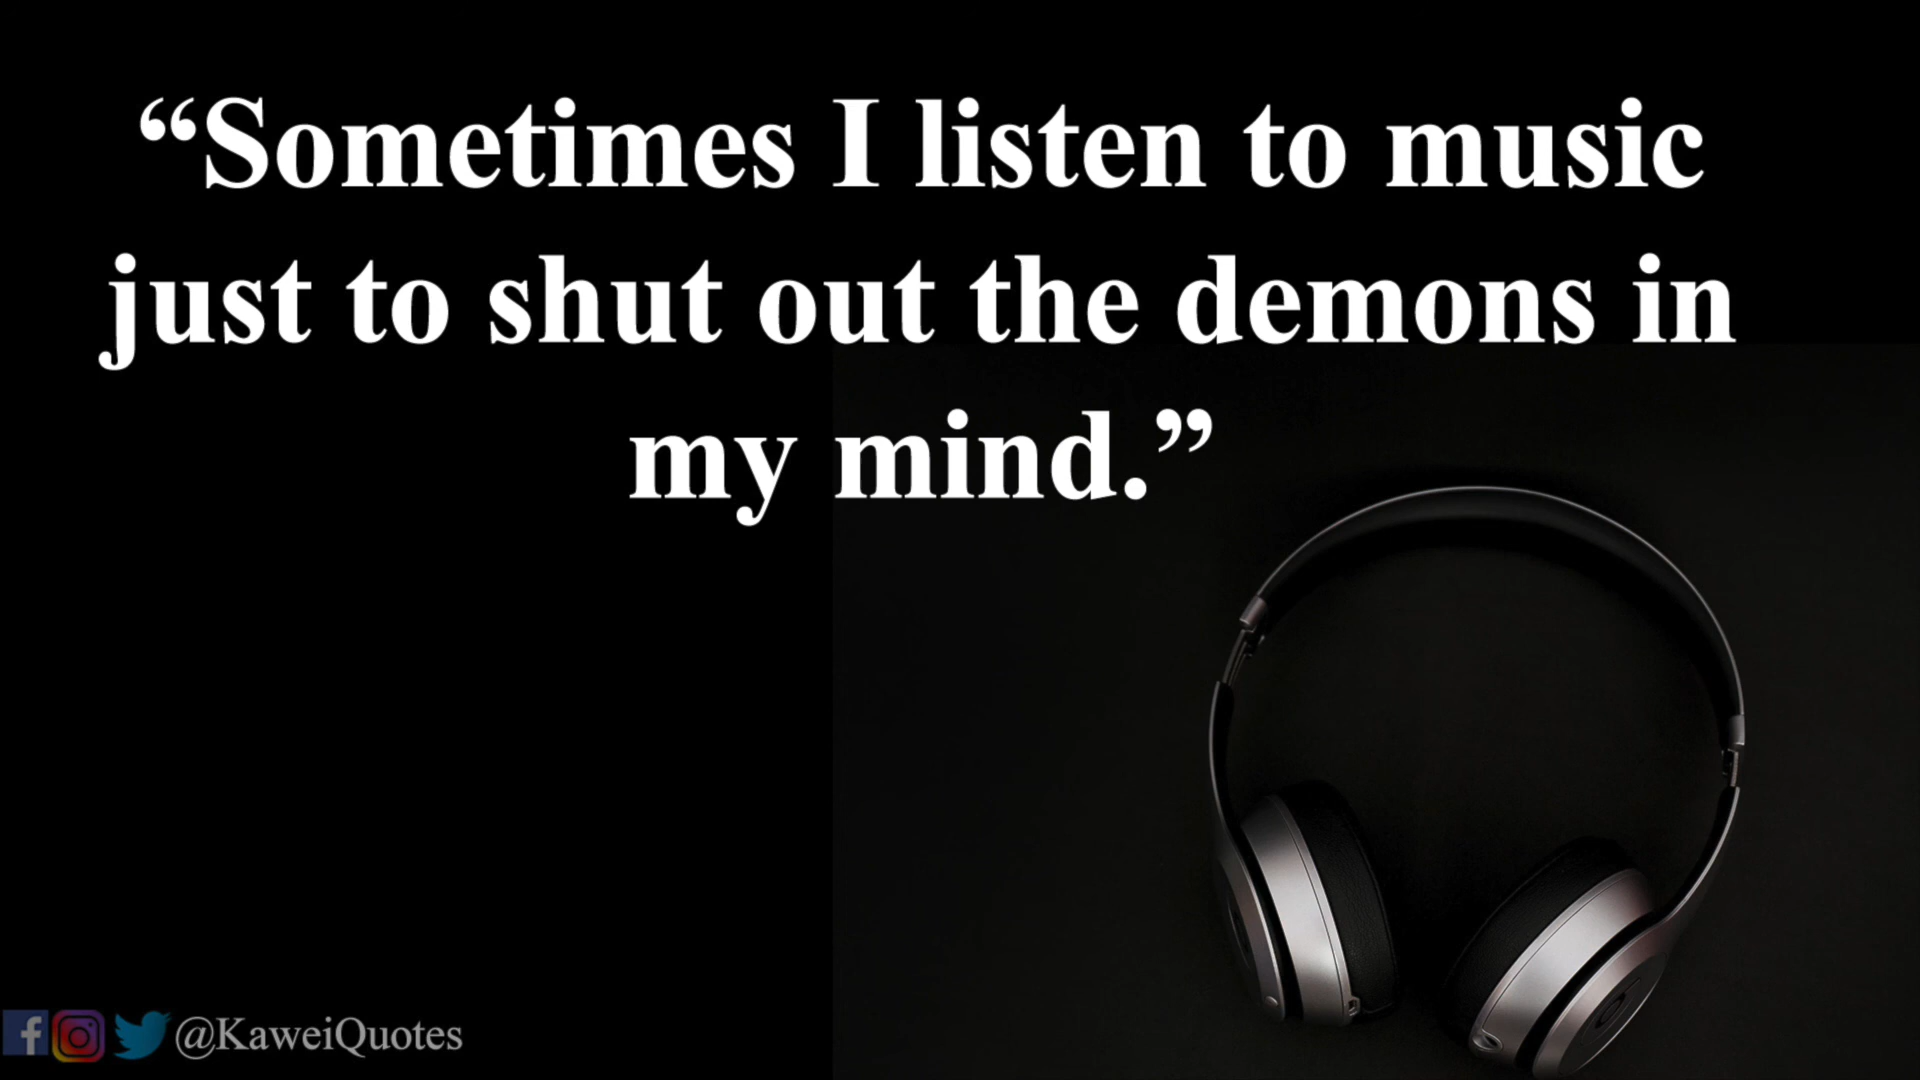 “Sometimes I listen to music
just to shut out the demons in
my mind.”
@KaweiQuotes